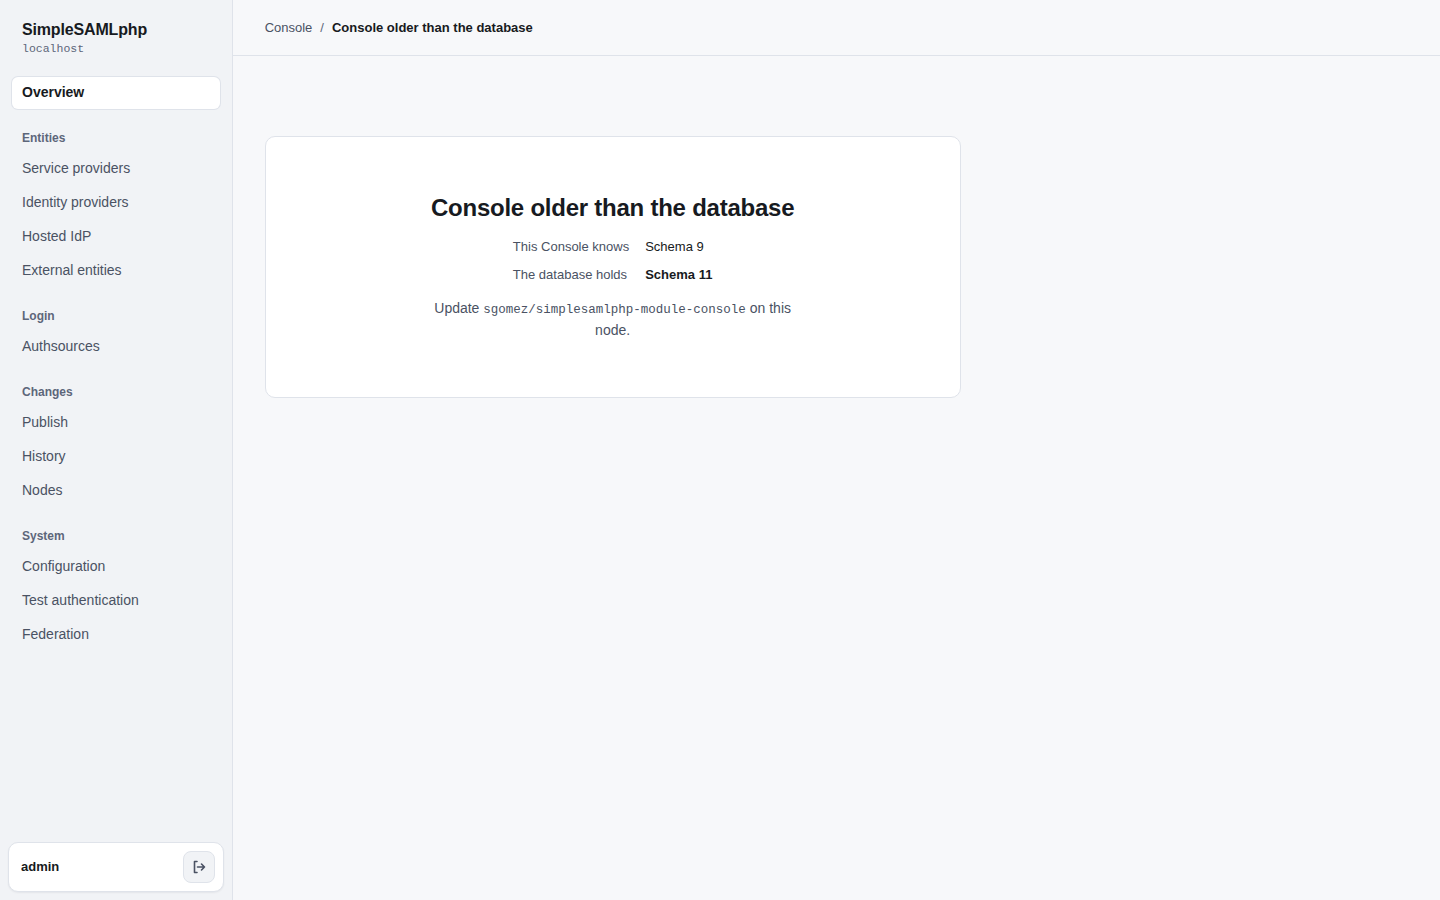 SimpleSAMLphp
localhost
Overview
Entities
Service providers
Identity providers
Hosted IdP
External entities
Login
Authsources
Changes
Publish
History
Nodes
System
Configuration
Test authentication
Federation
admin
Console / Console older than the database
Console older than the database
This Console knows Schema 9
The database holds Schema 11
Update sgomez/simplesamlphp-module-console on this
node.